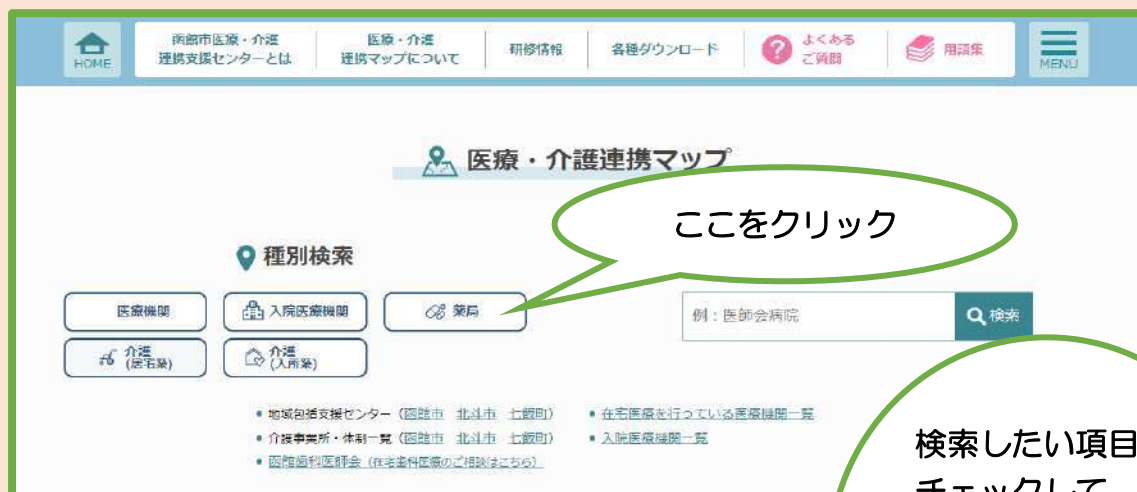 HOME
函館市医療・介護
連携支援センターとは
医療・介護
連携マップについて
研修情報
各種ダウンロード
よくある
ご質問
用語集
MENU
医療・介護連携マップ
ここをクリック
種別検索
医療機関
入院医療機関
薬局
例:医師会病院
検索
介護
(居宅系)
介護
(入所系)
• 地域包括支援センター(函館市 北斗市 七飯町)
• 在宅医療を行っている医療機関一覧
• 介護事業所・体制一覧(函館市 北斗市 七飯町)
• 入院医療機関一覧
• 函館歯科医師会(在宅歯科医療のご相談はこちら)
検索したい項目
チェックして